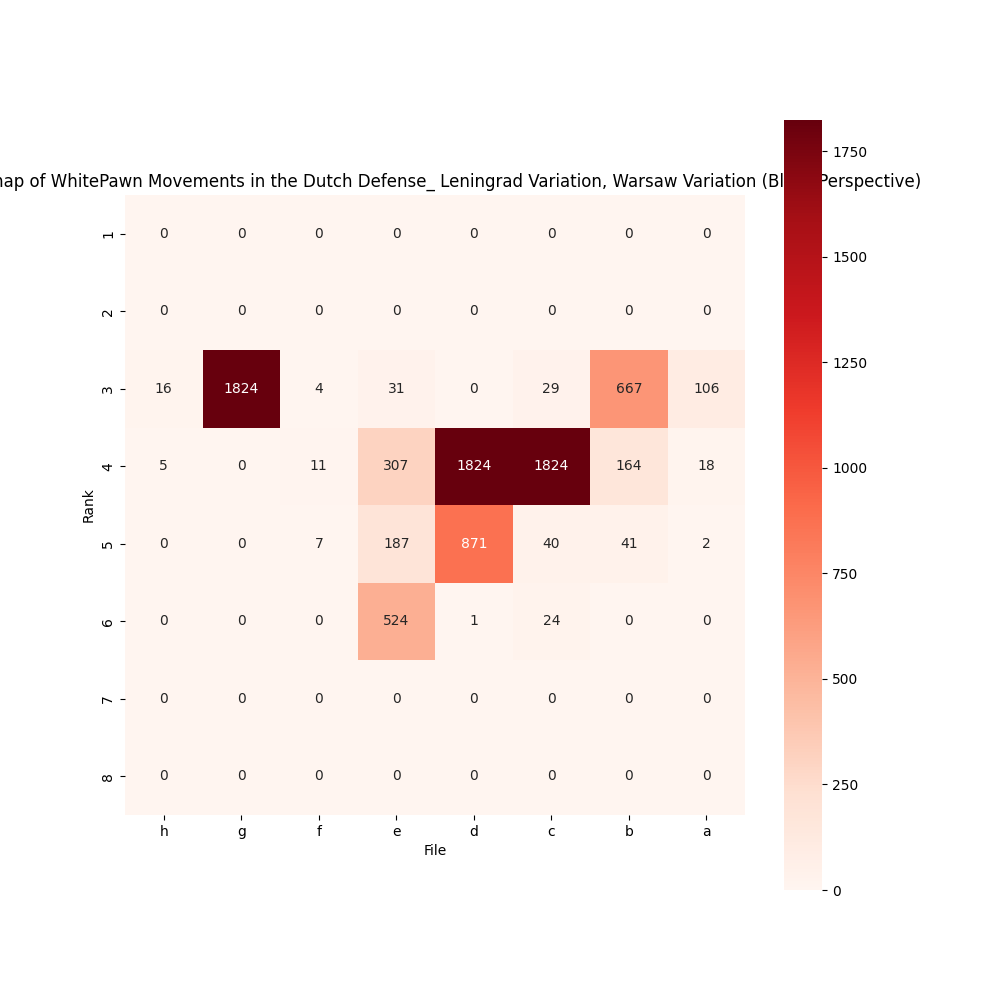 of WhitePawn Movements in the Dutch Defense_ Leningrad Variation, Warsaw Variation Perspective)
1 0 0 0 0 0 0 0 0
2 0 0 0 0 0 0 0 0
3 16 1824 4 31 0 29 667 106
4 5 0 11 307 1824 1824 164 18
5 0 0 7 187 871 40 41 2
6 0 0 0 524 1 24 0 0
7 0 0 0 0 0 0 0 0
8 0 0 0 0 0 0 0 0
Rank
h g f e d c b a
File
1750
1500
1250
1000
750
500
250
0